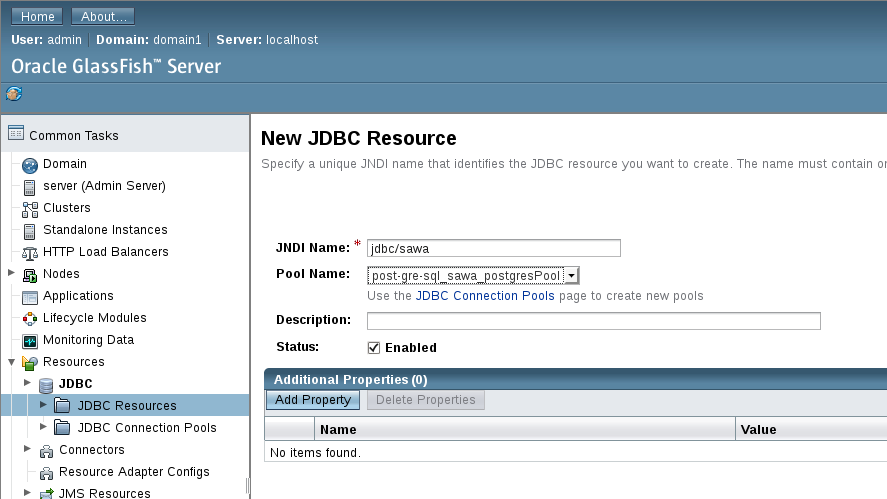 Home About...
User: admin Domain: domain1 Server: localhost
Oracle GlassFish™ Server
Common Tasks
Domain
server (Admin Server)
Clusters
Standalone Instances
HTTP Load Balancers
Nodes
Applications
Lifecycle Modules
Monitoring Data
Resources
JDBC
JDBC Resources
JDBC Connection Pools
Connectors
Resource Adapter Configs
JMS Resources
New JDBC Resource
Specify a unique JNDI name that identifies the JDBC resource you want to create. The name must contain
JNDI Name: * jdbc/sawa
Pool Name: post-gre-sql_sawa_postgresPool
Use the JDBC Connection Pools page to create new pools
Description:
Status: Enabled
Additional Properties (0)
Add Property Delete Properties
Name Value
No items found.